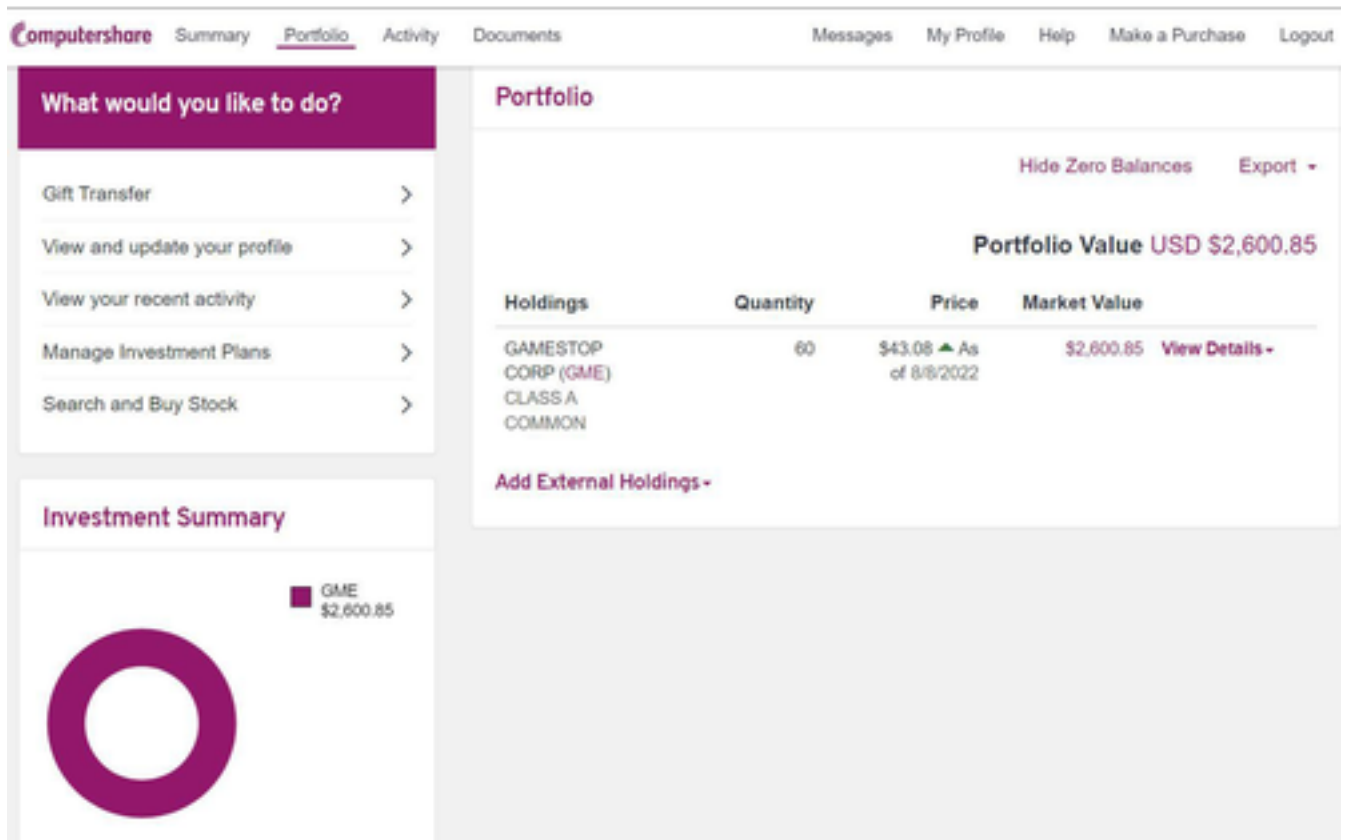 Computershare Summary Portfolio Activity Documents Messages My Profile Help Make a Purchase Logout
What would you like to do?
Gift Transfer
View and update your profile
View your recent activity
Manage Investment Plans
Search and Buy Stock
Investment Summary
GME
$2,600.85
Portfolio
Hide Zero Balances Export
Portfolio Value USD $2,600.85
Holdings Quantity Price Market Value
GAMESTOP 60 $43.08 As $2,600.85 View Details
CORP (GME) of 8/8/2022
CLASS A
COMMON
Add External Holdings